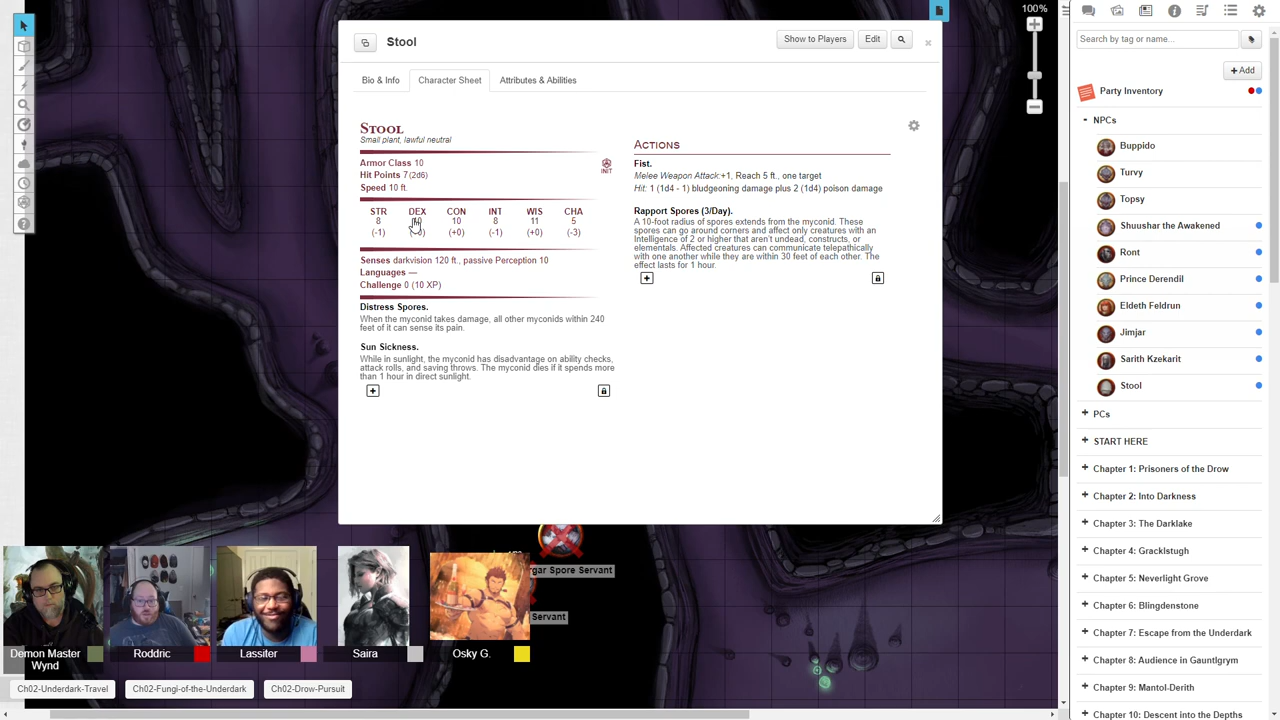 100%
Stool
Show to Players
Edit
Bio & Info
Character Sheet
Attributes & Abilities
Stool
Small plant, lawful neutral
Armor Class 10
Hit Points 7 (2d6)
Speed 10 ft.
INIT
STR DEX CON INT WIS CHA
8 10 8 11 5
(-1) (+0) (-1) (+0) (-3)
Senses darkvision 120 ft., passive Perception 10
Languages —
Challenge 0 (10 XP)
Distress Spores.
When the myconid takes damage, all other myconids within 240
feet of it can sense its pain.
Sun Sickness.
While in sunlight, the myconid has disadvantage on ability checks,
attack rolls, and saving throws. The myconid dies if it spends more
than 1 hour in direct sunlight.
Actions
Fist.
Melee Weapon Attack:+1, Reach 5 ft., one target
Hit: 1 (1d4 - 1) bludgeoning damage plus 2 (1d4) poison damage
Rapport Spores (3/Day).
A 10-foot radius of spores extends from the myconid. These
spores can go around corners and affect only creatures with an
Intelligence of 2 or higher that aren't undead, constructs, or
elementals. Affected creatures can communicate telepathically
with one another while they are within 30 feet of each other. The
effect lasts for 1 hour.
gar Spore Servant
Servant
Demon Master
Wynd
Roddric
Lassiter
Saira
Osky G.
Ch02-Underdark-Travel
Ch02-Fungi-of-the-Underdark
Ch02-Drow-Pursuit
Search by tag or name...
+ Add
Party Inventory
NPCs
Buppido
Turvy
Topsy
Shuushar the Awakened
Ront
Prince Derendil
Eldeth Feldrun
Jimjar
Sarith Kzekarit
Stool
PCs
START HERE
Chapter 1: Prisoners of the Drow
Chapter 2: Into Darkness
Chapter 3: The Darklake
Chapter 4: Gracklstugh
Chapter 5: Neverlight Grove
Chapter 6: Blingdenstone
Chapter 7: Escape from the Underdark
Chapter 8: Audience in Gauntlgrym
Chapter 9: Mantol-Derith
Chapter 10: Descent into the Depths